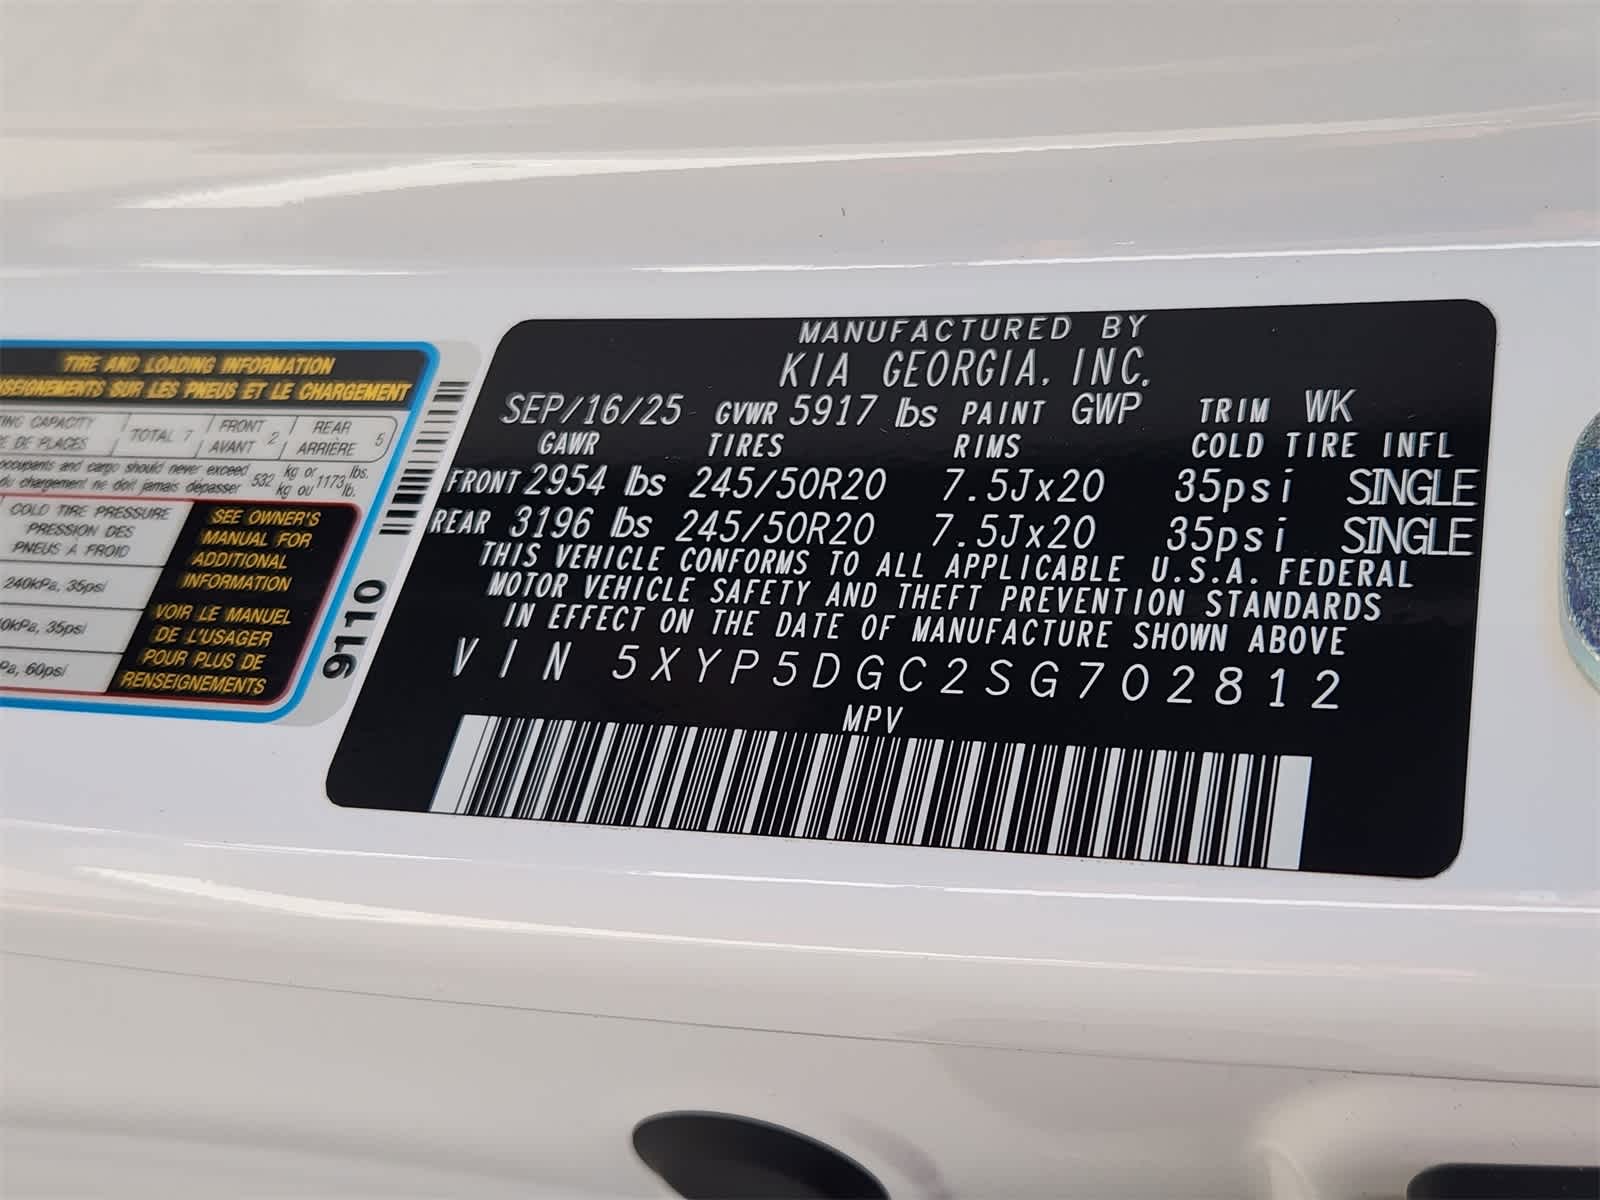 TIRE AND LOADING INFORMATION
SUR LES PNEUS ET LE CHARGEMENT
CAPACITY TOTAL 7 FRONT 2 REAR 5
DE PLACES AVANT ARRIÈRE
occupants and cargo should never exceed 532 kg or 1173 lbs.
du chargement ne doit jamais dépasser kg ou lb.
COLD TIRE PRESSURE
PRESSION DES
PNEUS A FROID
240kPa, 35psi
35psi
60psi
SEE OWNER'S
MANUAL FOR
ADDITIONAL
INFORMATION
VOIR LE MANUEL
DE L'USAGER
POUR PLUS DE
RENSEIGNEMENTS
9110
MANUFACTURED BY
KIA GEORGIA, INC.
SEP/16/25 GVWR 5917 lbs PAINT GWP TRIM WK
GAWR TIRES RIMS COLD TIRE INFL
FRONT 2954 lbs 245/50R20 7.5Jx20 35psi SINGLE
REAR 3196 lbs 245/50R20 7.5Jx20 35psi SINGLE
THIS VEHICLE CONFORMS TO ALL APPLICABLE U.S.A. FEDERAL
MOTOR VEHICLE SAFETY AND THEFT PREVENTION STANDARDS
IN EFFECT ON THE DATE OF MANUFACTURE SHOWN ABOVE
VIN 5XYP5DGC2SG702812
MPV